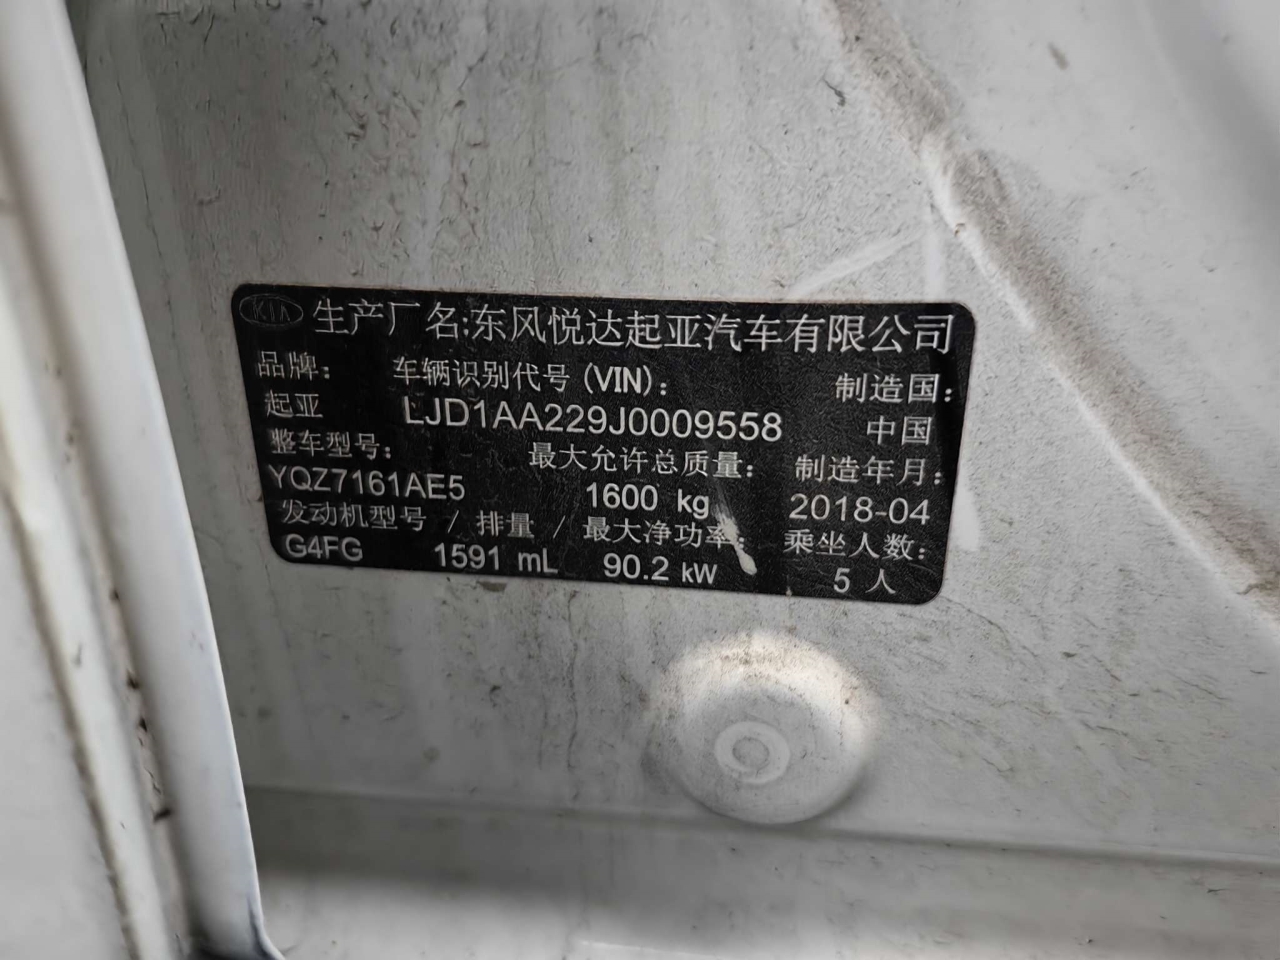 KIA 生产厂名:东风悦达起亚汽车有限公司
品牌: 车辆识别代号 (VIN): 制造国:
起亚 LJD1AA229J0009558 中国
整车型号: 最大允许总质量: 制造年月:
YQZ7161AE5 1600 kg 2018-04
发动机型号 / 排量 / 最大净功率: 乘坐人数:
G4FG 1591 mL 90.2 kW 5 人